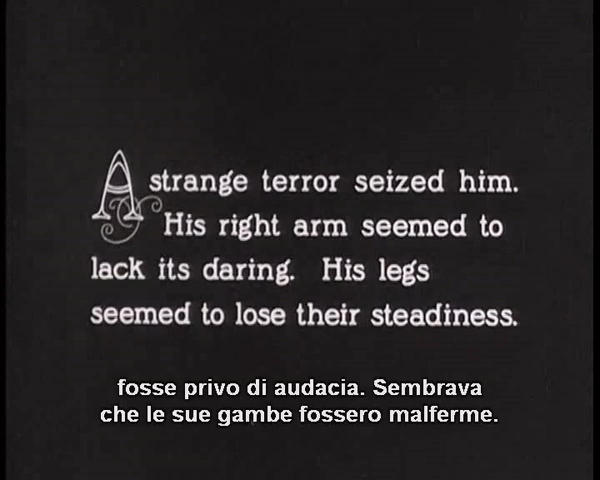 A strange terror seized him.
His right arm seemed to
lack its daring. His legs
seemed to lose their steadiness.
fosse privo di audacia. Sembrava
che le sue gambe fossero malferme.